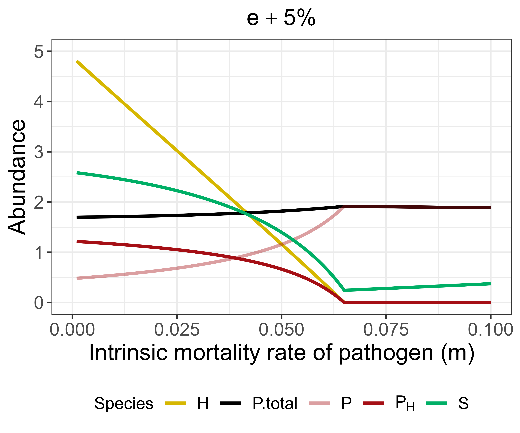 e + 5%
Abundance
5
4
3
2
1
0
0.000 0.025 0.050 0.075 0.100
Intrinsic mortality rate of pathogen (m)
Species H P.total P P_H S